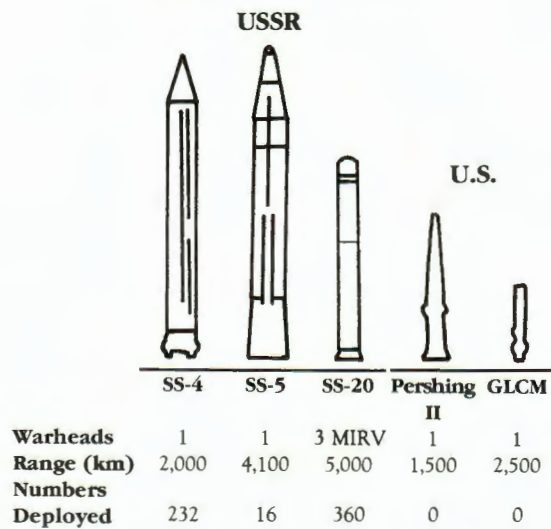 USSR
U.S.
SS-4 SS-5 SS-20 Pershing II GLCM
Warheads 1 1 3 MIRV 1 1
Range (km) 2,000 4,100 5,000 1,500 2,500
Numbers
Deployed 232 16 360 0 0